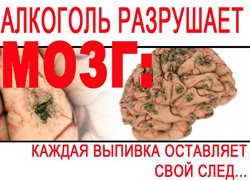 АЛКОГОЛЬ РАЗРУШАЕТ
МОЗГ:
КАЖДАЯ ВЫПИВКА ОСТАВЛЯЕТ
СВОЙ СЛЕД...